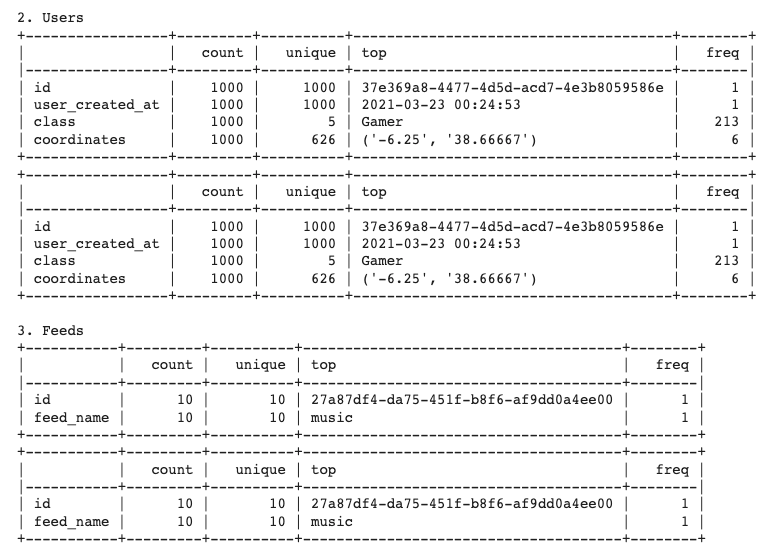 2. Users
+-----------------+---------+----------+--------------------------------------+--------+
|                 |   count |   unique | top                                  |   freq |
|-----------------+---------+----------+--------------------------------------+--------|
| id              |    1000 |     1000 | 37e369a8-4477-4d5d-acd7-4e3b8059586e |      1 |
| user_created_at |    1000 |     1000 | 2021-03-23 00:24:53                  |      1 |
| class           |    1000 |        5 | Gamer                                |    213 |
| coordinates     |    1000 |      626 | ('-6.25', '38.66667')                |      6 |
+-----------------+---------+----------+--------------------------------------+--------+
+-----------------+---------+----------+--------------------------------------+--------+
|                 |   count |   unique | top                                  |   freq |
|-----------------+---------+----------+--------------------------------------+--------|
| id              |    1000 |     1000 | 37e369a8-4477-4d5d-acd7-4e3b8059586e |      1 |
| user_created_at |    1000 |     1000 | 2021-03-23 00:24:53                  |      1 |
| class           |    1000 |        5 | Gamer                                |    213 |
| coordinates     |    1000 |      626 | ('-6.25', '38.66667')                |      6 |
+-----------------+---------+----------+--------------------------------------+--------+
3. Feeds
+-----------+---------+----------+--------------------------------------+--------+
|           |   count |   unique | top                                  |   freq |
|-----------+---------+----------+--------------------------------------+--------|
| id        |      10 |       10 | 27a87df4-da75-451f-b8f6-af9dd0a4ee00 |      1 |
| feed_name |      10 |       10 | music                                |      1 |
+-----------+---------+----------+--------------------------------------+--------+
+-----------+---------+----------+--------------------------------------+--------+
|           |   count |   unique | top                                  |   freq |
|-----------+---------+----------+--------------------------------------+--------|
| id        |      10 |       10 | 27a87df4-da75-451f-b8f6-af9dd0a4ee00 |      1 |
| feed_name |      10 |       10 | music                                |      1 |
+-----------+---------+----------+--------------------------------------+--------+